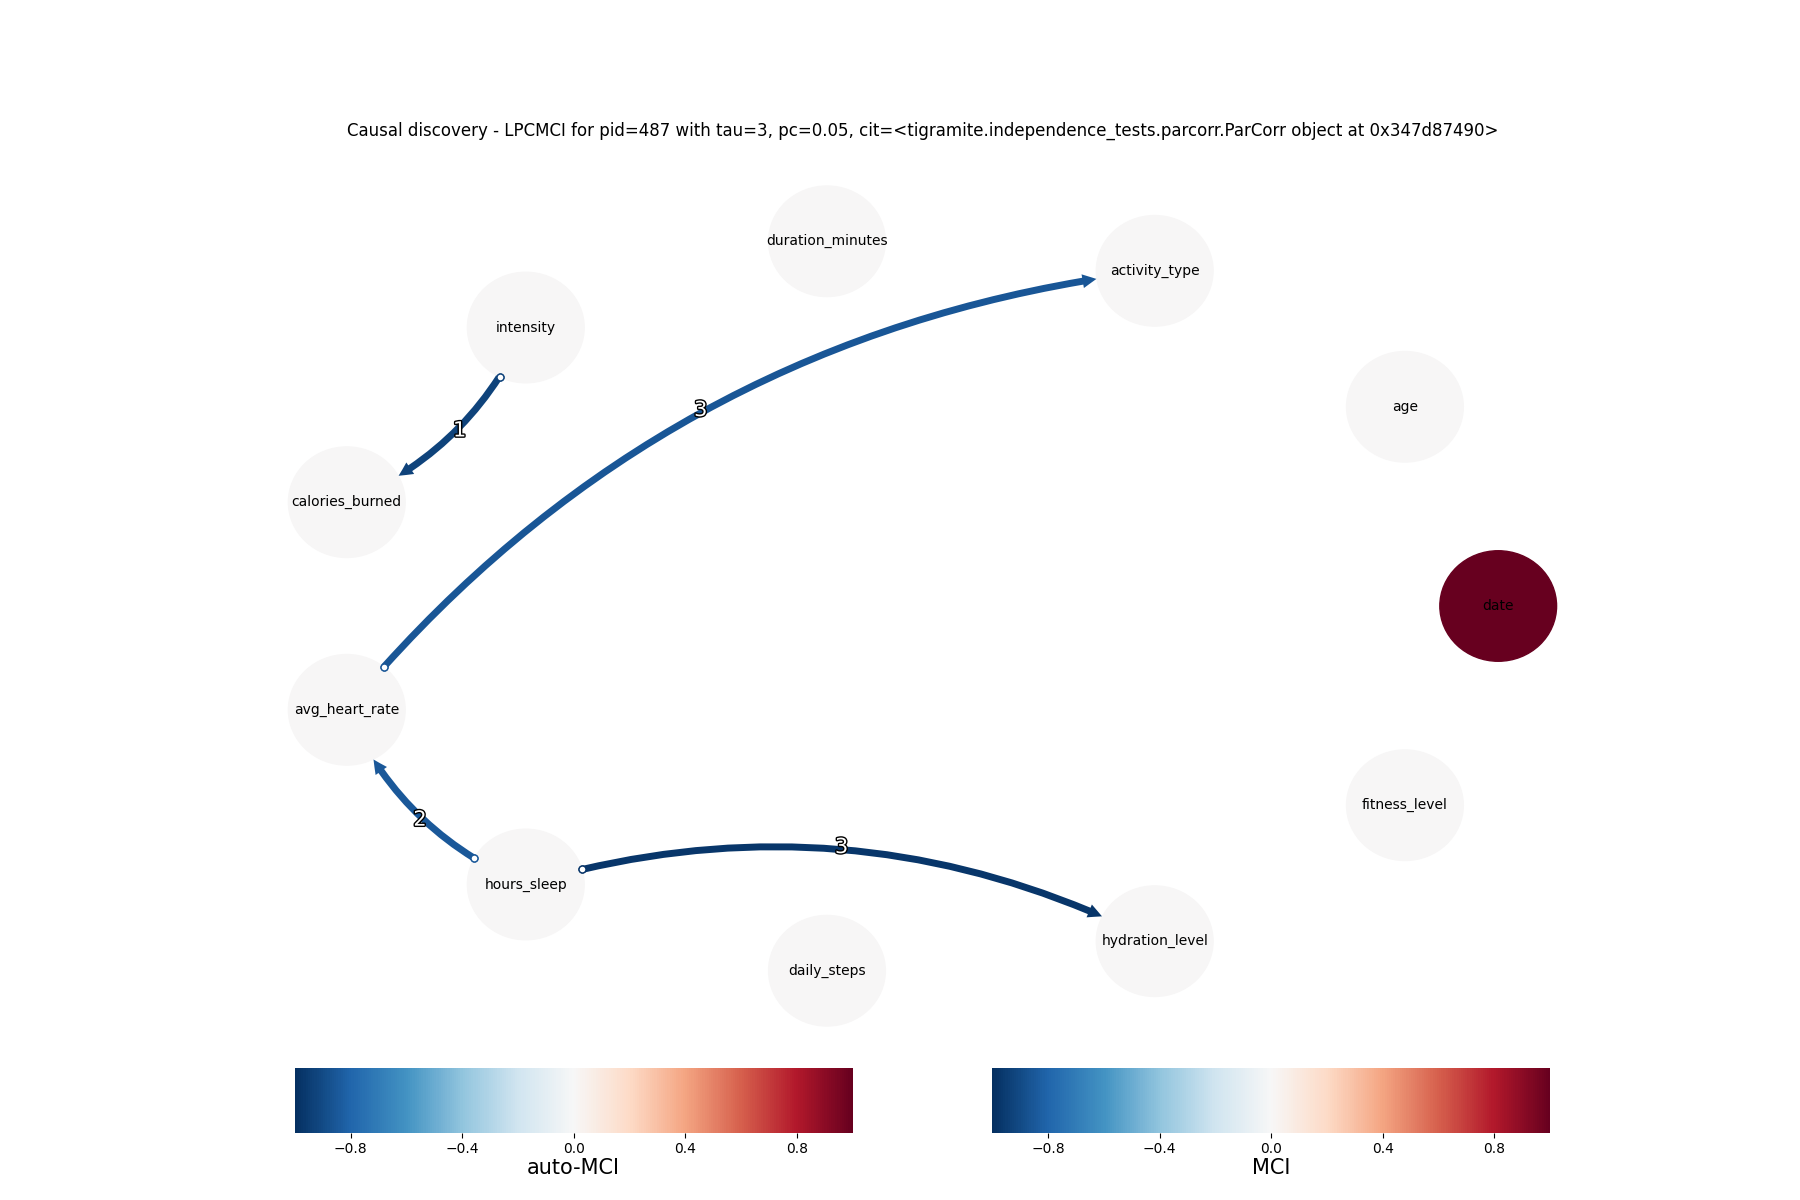 Causal discovery - LPCMCI for pid=487 with tau=3, pc=0.05, cit=<tigramite.independence_tests.parcorr.ParCorr object at 0x347d87490>
duration_minutes
activity_type
intensity
age
3
1
calories_burned
date
avg_heart_rate
fitness_level
2
3
hours_sleep
hydration_level
daily_steps
−0.8 −0.4 0.0 0.4 0.8
auto-MCI
−0.8 −0.4 0.0 0.4 0.8
MCI